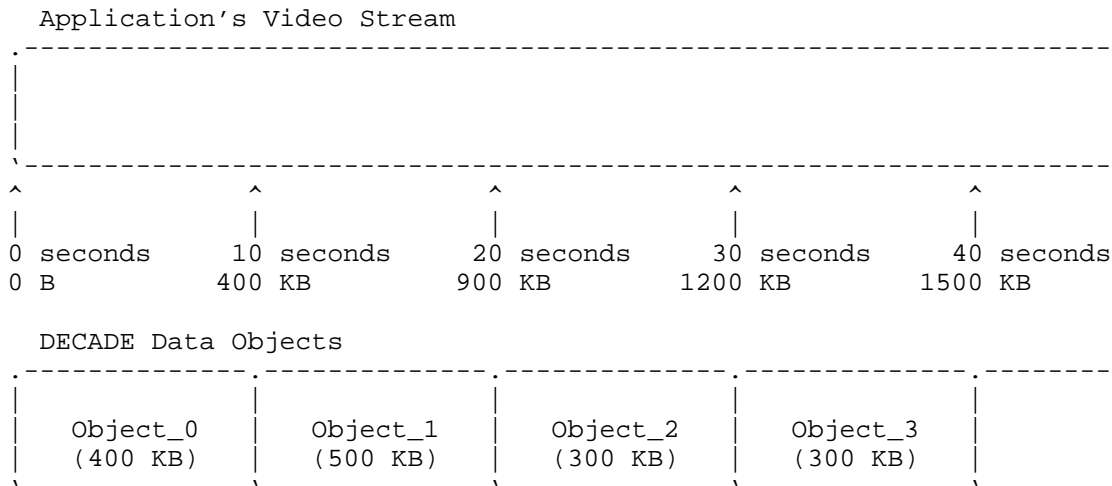 Application's Video Stream
0 seconds 10 seconds 20 seconds 30 seconds 40 seconds
0 B 400 KB 900 KB 1200 KB 1500 KB
DECADE Data Objects
Object_0 Object_1 Object_2 Object_3
(400 KB) (500 KB) (300 KB) (300 KB)